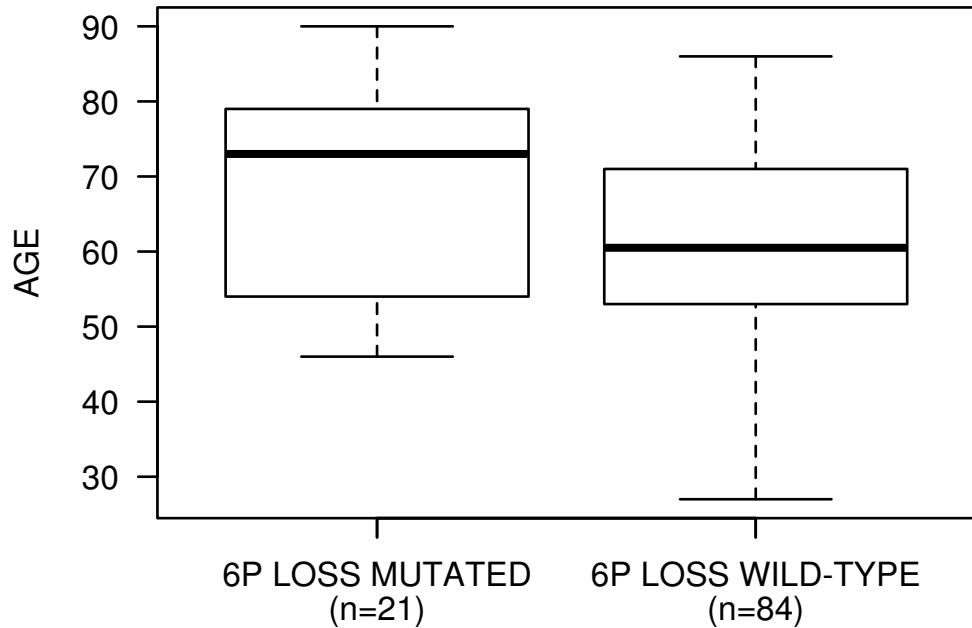 90
80
70
60
50
40
30
AGE
6P LOSS MUTATED
(n=21)
6P LOSS WILD-TYPE
(n=84)